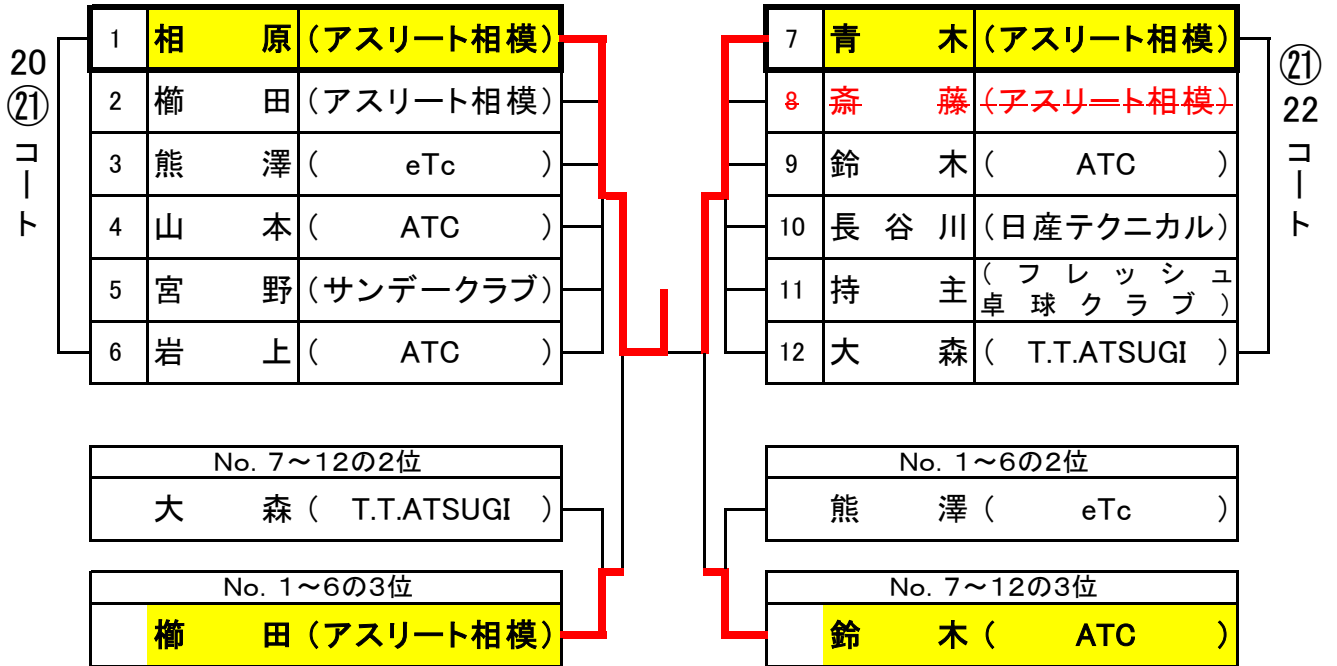 20
㉑
コート
1 相原(アスリート相模)
2 櫛田(アスリート相模)
3 熊澤(eTc)
4 山本(ATC)
5 宮野(サンデークラブ)
6 岩上(ATC)
7 青木(アスリート相模)
8 斎藤(アスリート相模)
9 鈴木(ATC)
10 長谷川(日産テクニカル)
11 持主(フレッシュ
卓球クラブ)
12 大森(T.T.ATSUGI)
㉑
22
コート
No. 7～12の2位
大森(T.T.ATSUGI)
No. 1～6の3位
櫛田(アスリート相模)
No. 1～6の2位
熊澤(eTc)
No. 7～12の3位
鈴木(ATC)